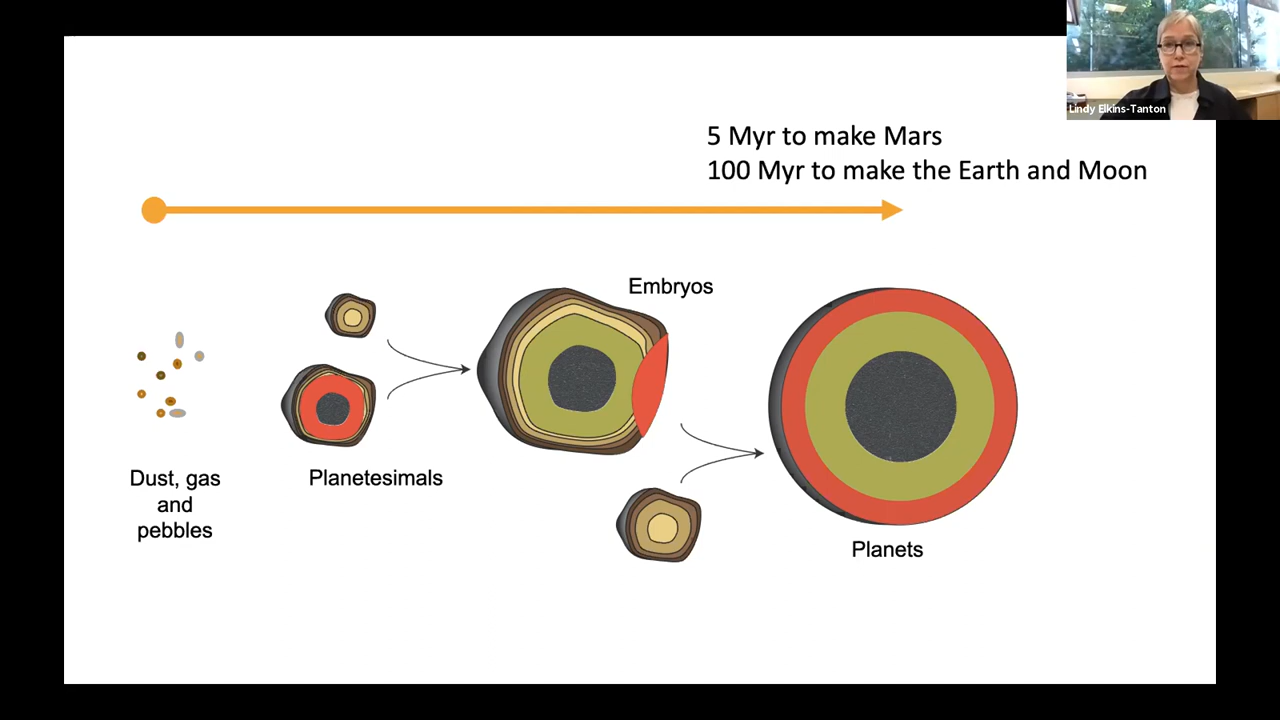 Lindy Elkins-Tanton
5 Myr to make Mars
100 Myr to make the Earth and Moon
Embryos
Dust, gas
and
pebbles
Planetesimals
Planets